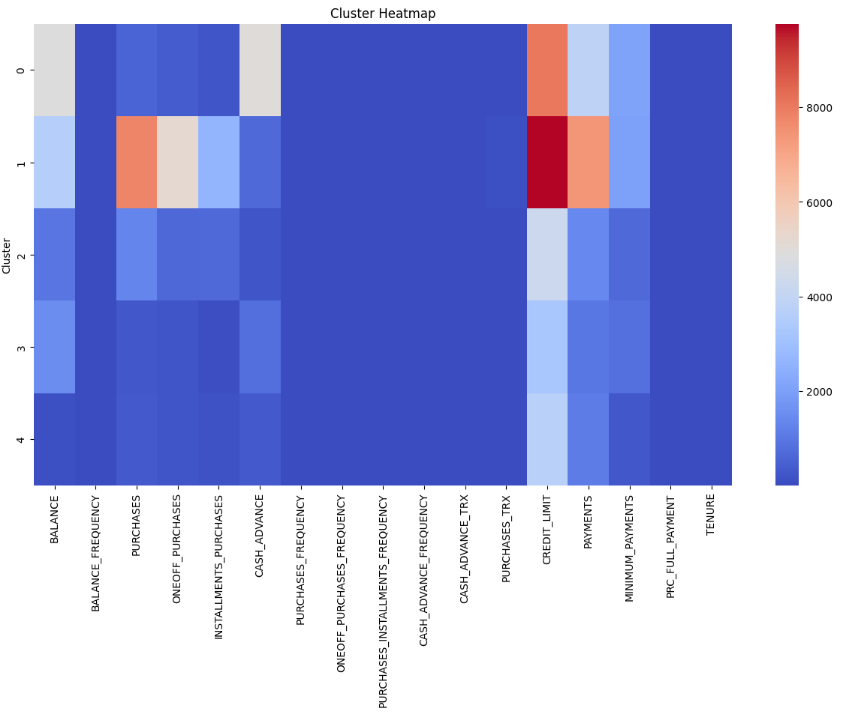 Cluster Heatmap
Cluster
0
1
2
3
4
BALANCE
BALANCE_FREQUENCY
PURCHASES
ONEOFF_PURCHASES
INSTALLMENTS_PURCHASES
CASH_ADVANCE
PURCHASES_FREQUENCY
ONEOFF_PURCHASES_FREQUENCY
PURCHASES_INSTALLMENTS_FREQUENCY
CASH_ADVANCE_FREQUENCY
CASH_ADVANCE_TRX
PURCHASES_TRX
CREDIT_LIMIT
PAYMENTS
MINIMUM_PAYMENTS
PRC_FULL_PAYMENT
TENURE
8000
6000
4000
2000